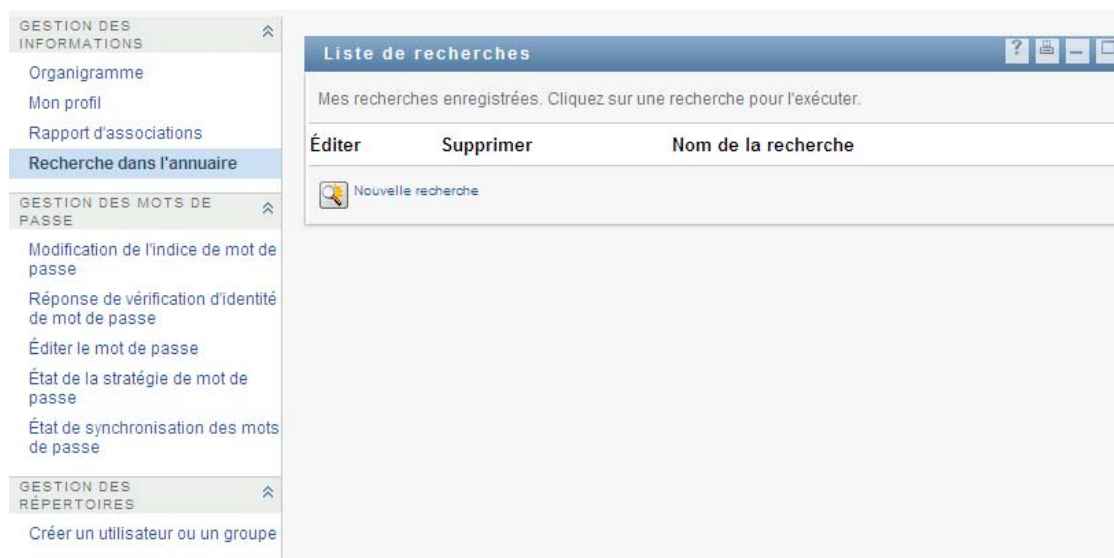 GESTION DES
INFORMATIONS
Organigramme
Mon profil
Rapport d'associations
Recherche dans l'annuaire
GESTION DES MOTS DE
PASSE
Modification de l'indice de mot de
passe
Réponse de vérification d'identité
de mot de passe
Éditer le mot de passe
État de la stratégie de mot de
passe
État de synchronisation des mots
de passe
GESTION DES
RÉPERTOIRES
Créer un utilisateur ou un groupe
Liste de recherches
?
Mes recherches enregistrées. Cliquez sur une recherche pour l'exécuter.
Éditer Supprimer Nom de la recherche
Nouvelle recherche